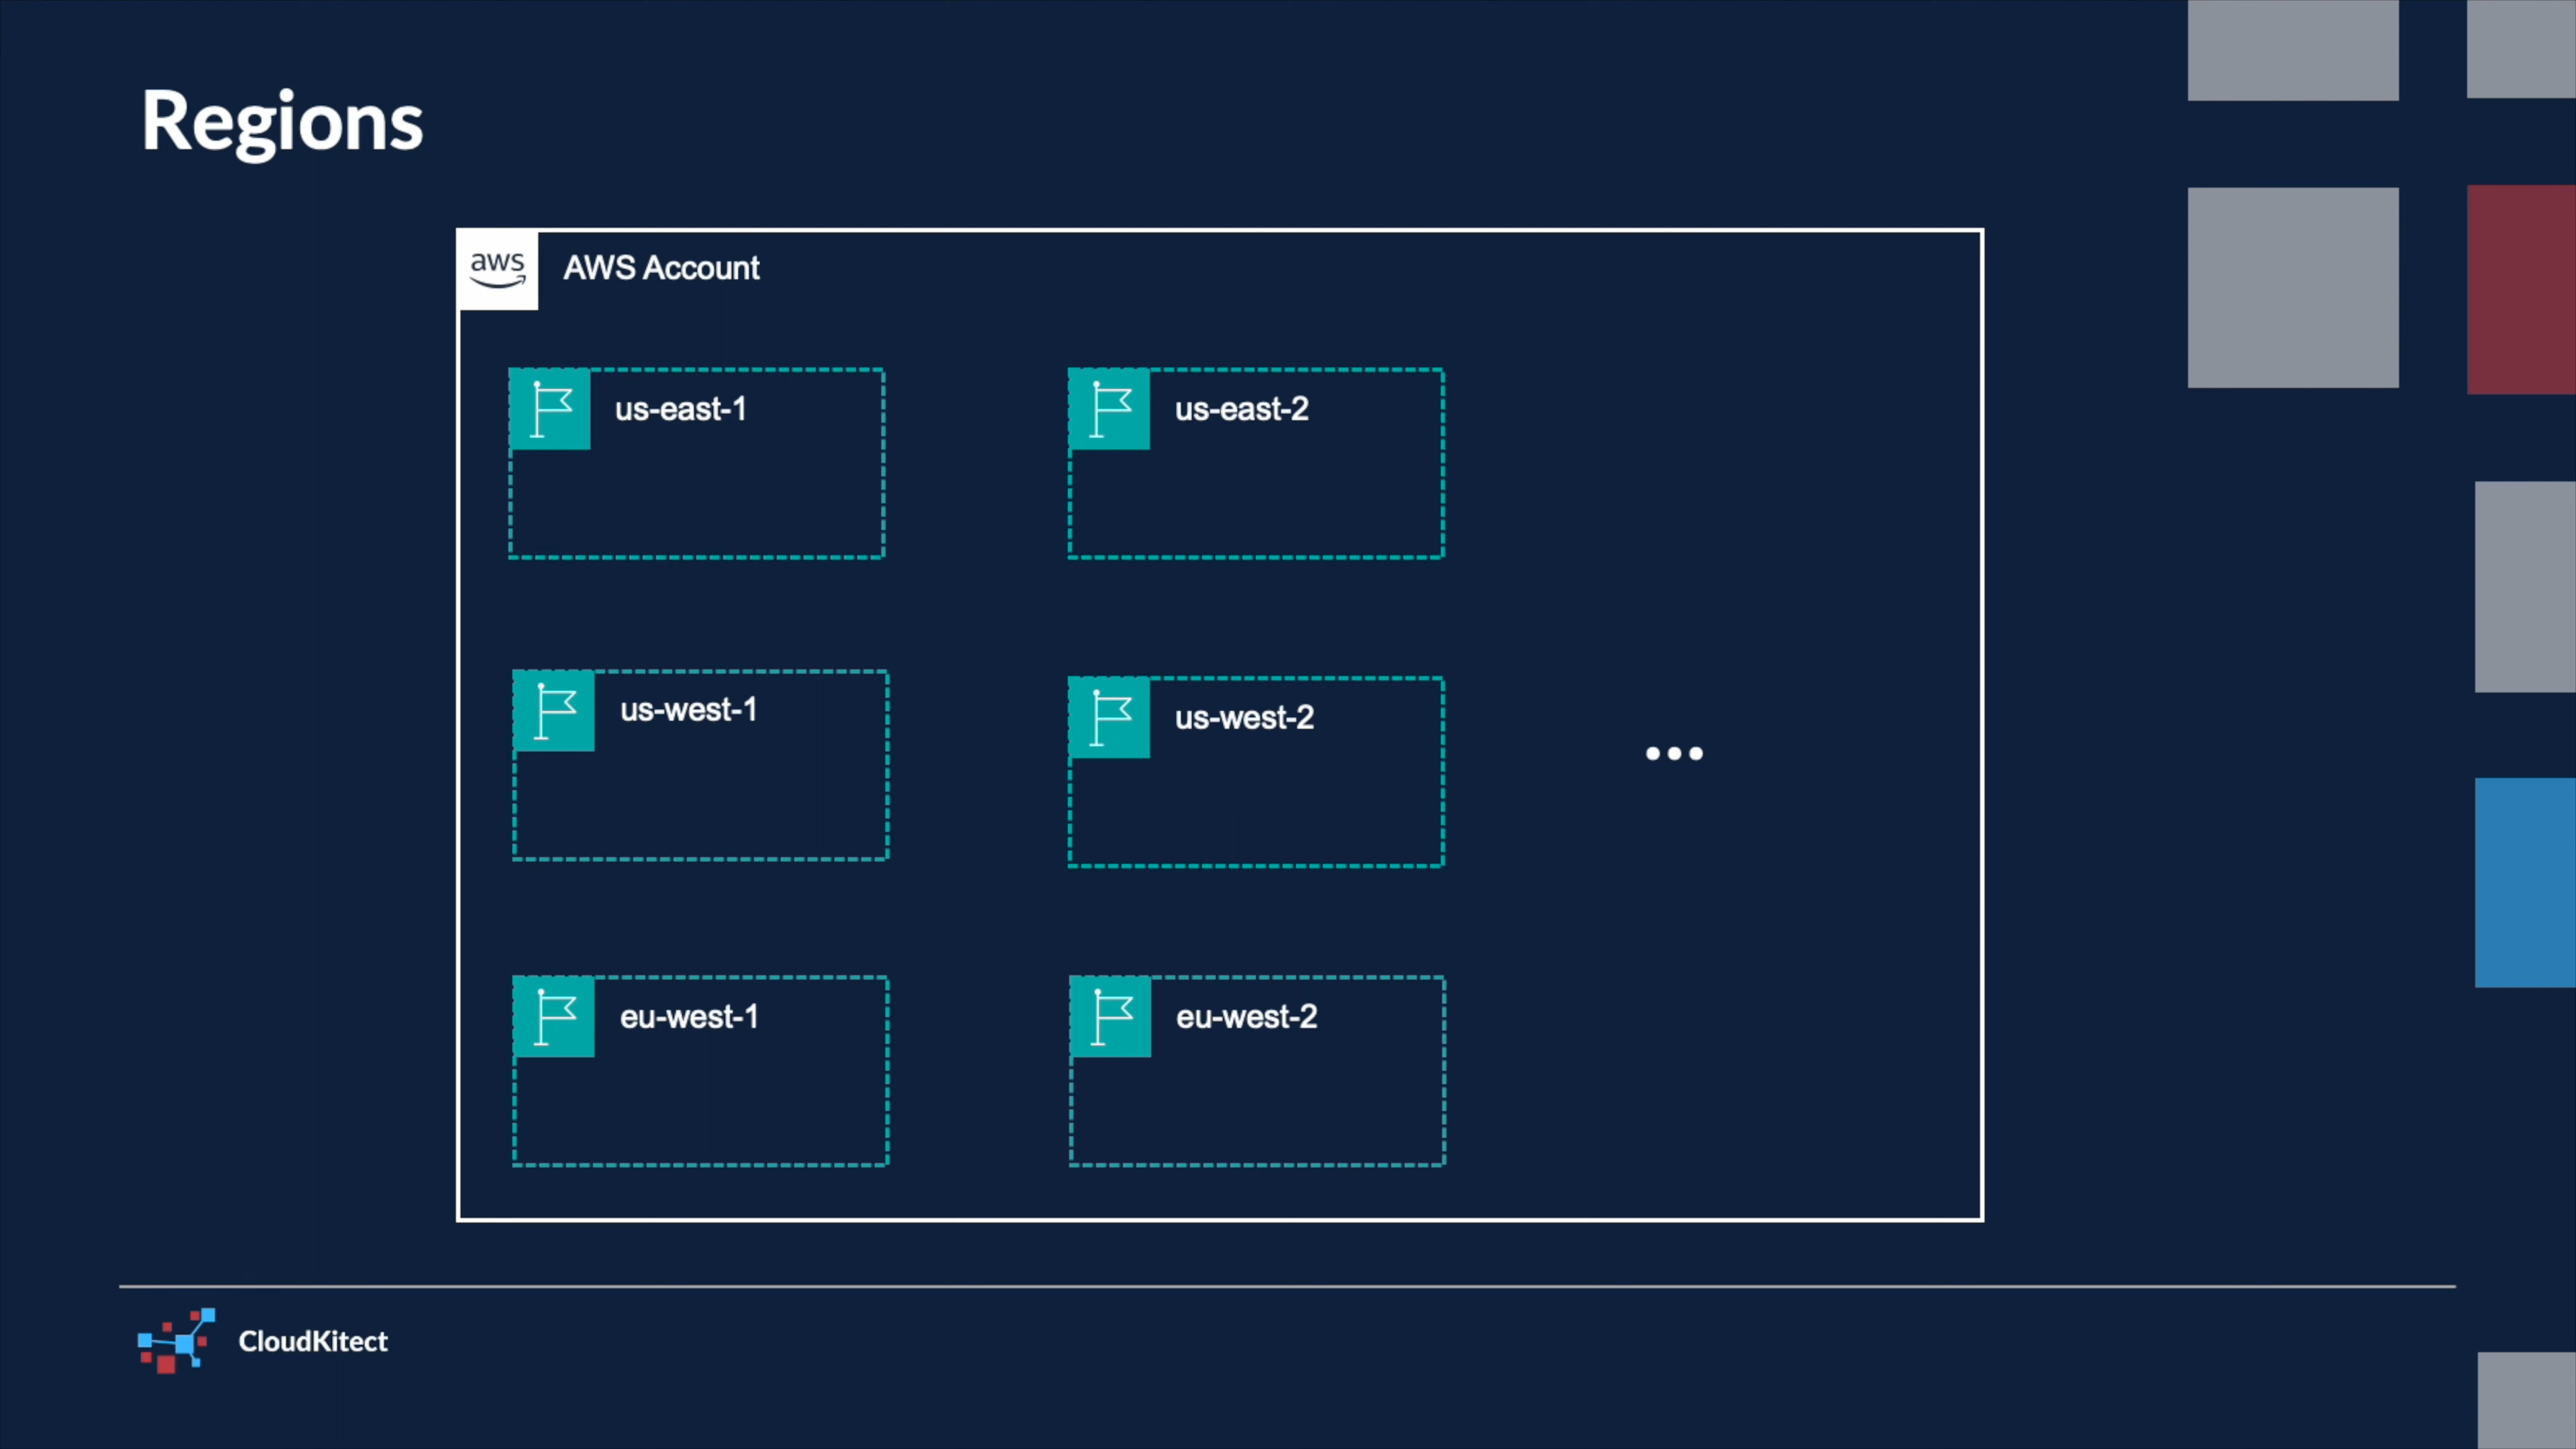 Regions
aws
AWS Account
us-east-1
us-east-2
us-west-1
us-west-2
...
eu-west-1
eu-west-2
CloudKitect